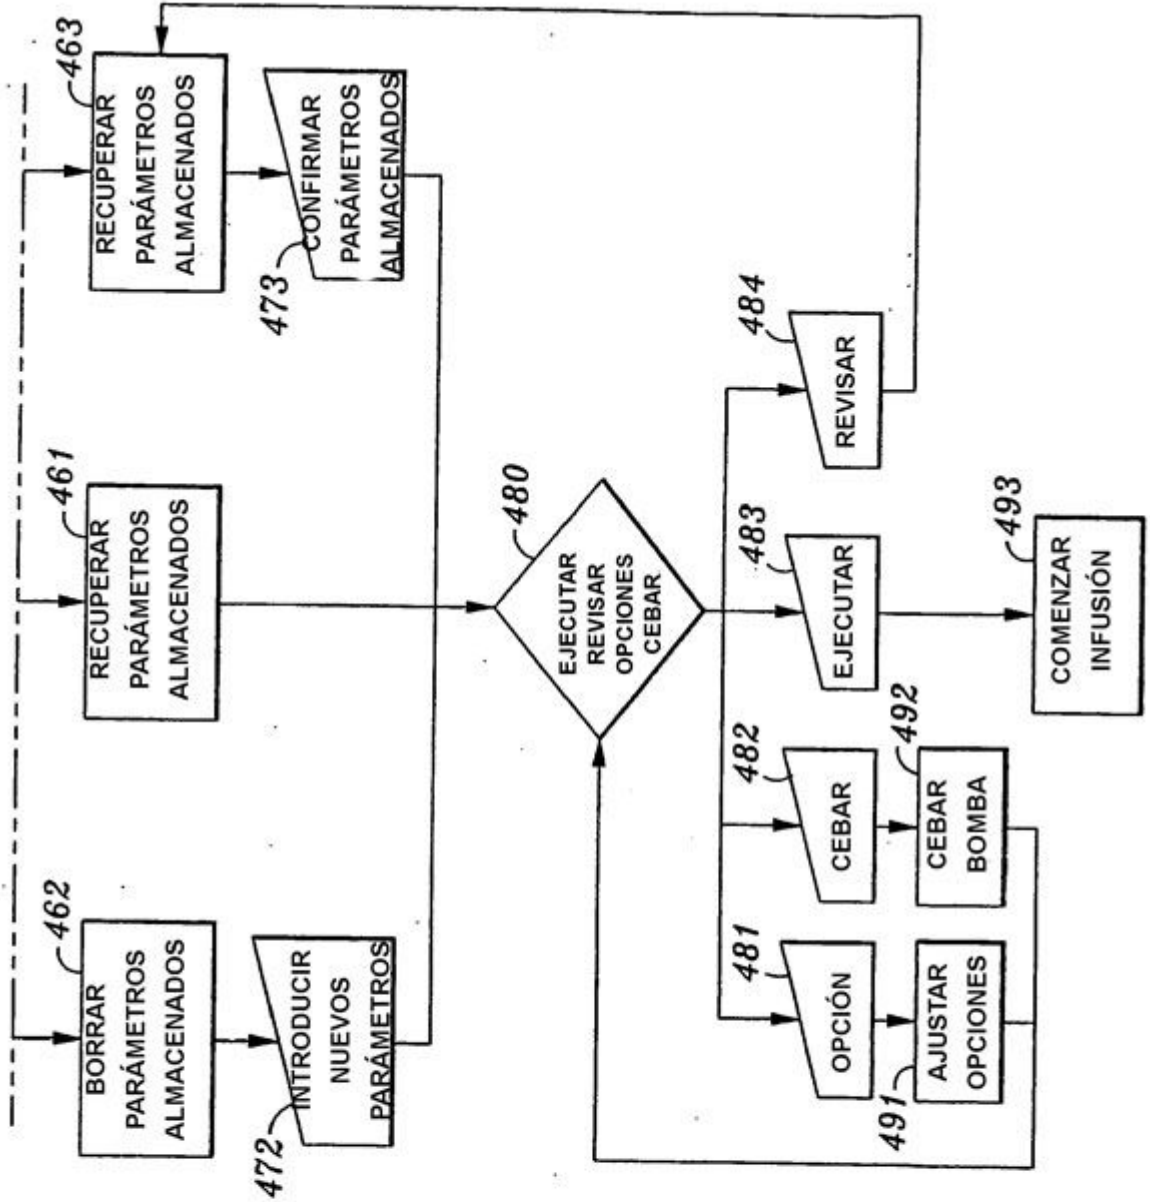 462
BORRAR
PARÁMETROS
ALMACENADOS
461
RECUPERAR
PARÁMETROS
ALMACENADOS
463
RECUPERAR
PARÁMETROS
ALMACENADOS
472
INTRODUCIR
NUEVOS
PARÁMETROS
473
CONFIRMAR
PARÁMETROS
ALMACENADOS
480
EJECUTAR
REVISAR
OPCIONES
CEBAR
481
OPCIÓN
482
CEBAR
483
EJECUTAR
484
REVISAR
491
AJUSTAR
OPCIONES
492
CEBAR
BOMBA
493
COMENZAR
INFUSIÓN